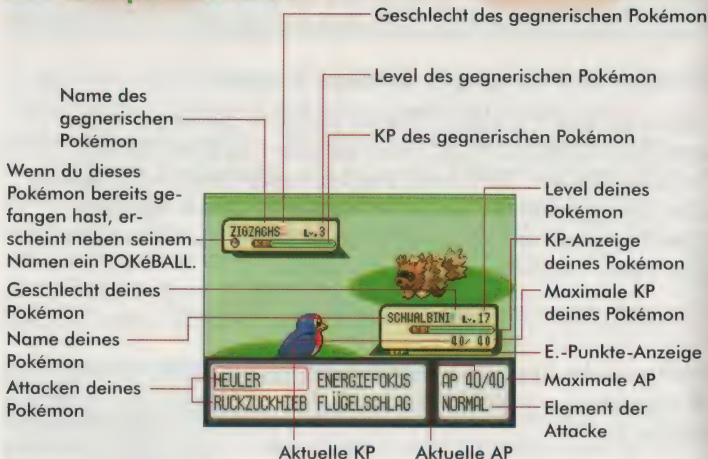 Geschlecht des gegnerischen Pokémon
Level des gegnerischen Pokémon
Name des
gegnerischen
Pokémon
KP des gegnerischen Pokémon
Wenn du dieses
Pokémon bereits ge-
fangen hast, er-
scheint neben seinem
Namen ein POKéBALL.
Geschlecht deines
Pokémon
Name deines
Pokémon
Attacken deines
Pokémon
ZIGZACHS Lv.3
SCHWALBINI Lv.17
40/ 40
HEULER ENERGIEFOKUS
RUCKZUCKHIEB FLÜGELSCHLAG
AP 40/40
NORMAL
Level deines
Pokémon
KP-Anzeige
deines Pokémon
Maximale KP
deines Pokémon
E.-Punkte-Anzeige
Maximale AP
Element der
Attacke
Aktuelle KP
Aktuelle AP